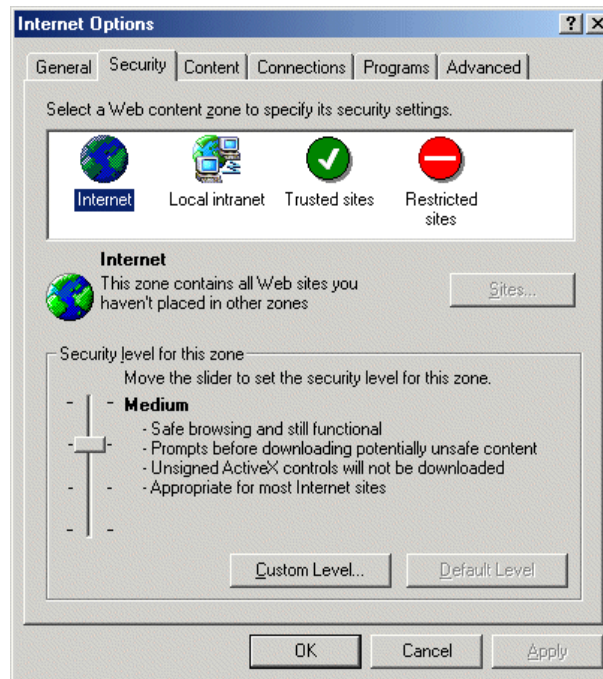 Internet Options
General Security Content Connections Programs Advanced
Select a Web content zone to specify its security settings.
Internet Local intranet Trusted sites Restricted
sites
Internet
This zone contains all Web sites you
haven't placed in other zones
Sites...
Security level for this zone
Move the slider to set the security level for this zone.
Medium
- Safe browsing and still functional
- Prompts before downloading potentially unsafe content
- Unsigned ActiveX controls will not be downloaded
- Appropriate for most Internet sites
Custom Level... Default Level
OK Cancel Apply